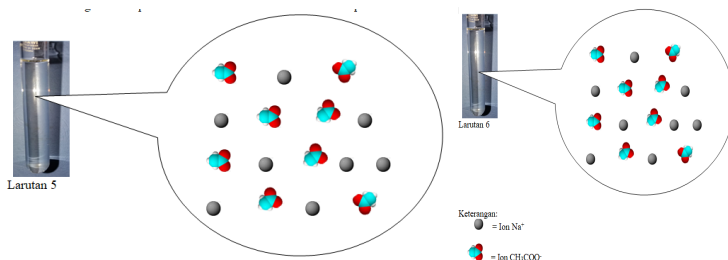 Larutan 5
Larutan 6
Keterangan:
= Ion Na⁺
= Ion CH₃COO⁻